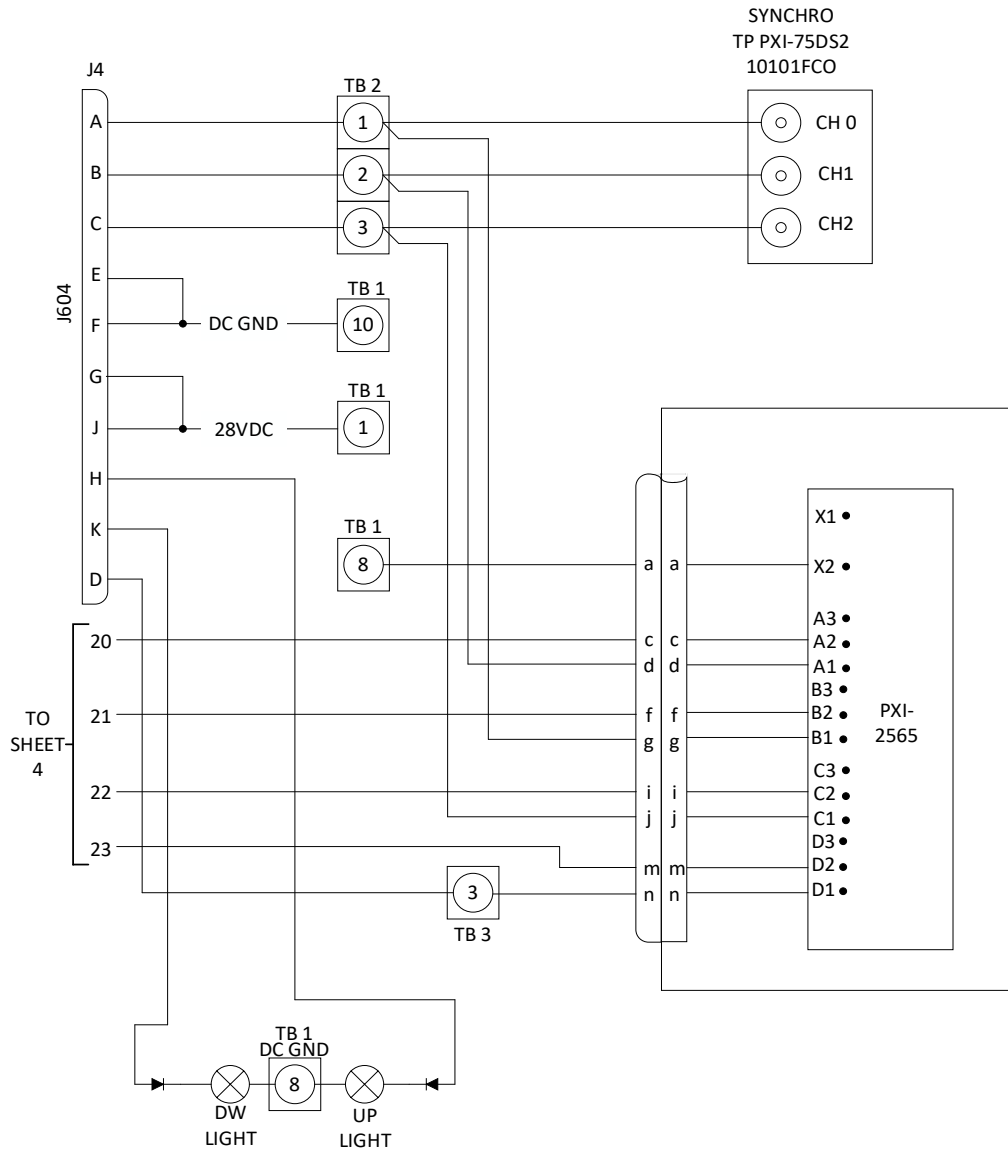 SYNCHRO
TP PXI-75DS2
10101FCO
J4
TB 2
A
1
CH 0
B
2
CH1
C
3
CH2
J604
E
TB 1
F
DC GND
10
G
TB 1
J
28VDC
1
H
K
TB 1
D
8
a
a
X1
X2
A3
20
c
c
A2
d
d
A1
B3
TO
SHEET
4
21
f
f
B2
g
g
B1
PXI-
2565
C3
22
i
i
C2
j
j
C1
D3
23
m
m
D2
3
n
n
D1
TB 3
TB 1
DC GND
8
DW
LIGHT
UP
LIGHT